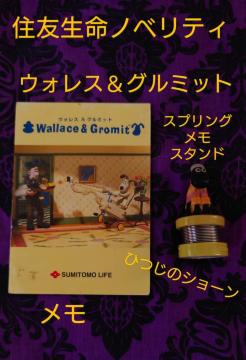 住友生命ノベリティ
ウォレス＆グルミット
スプリング
メモ
スタンド
ウォレス & グルミット
Wallace & Gromit
ひつじのショーン
SUMITOMO LIFE
メモ